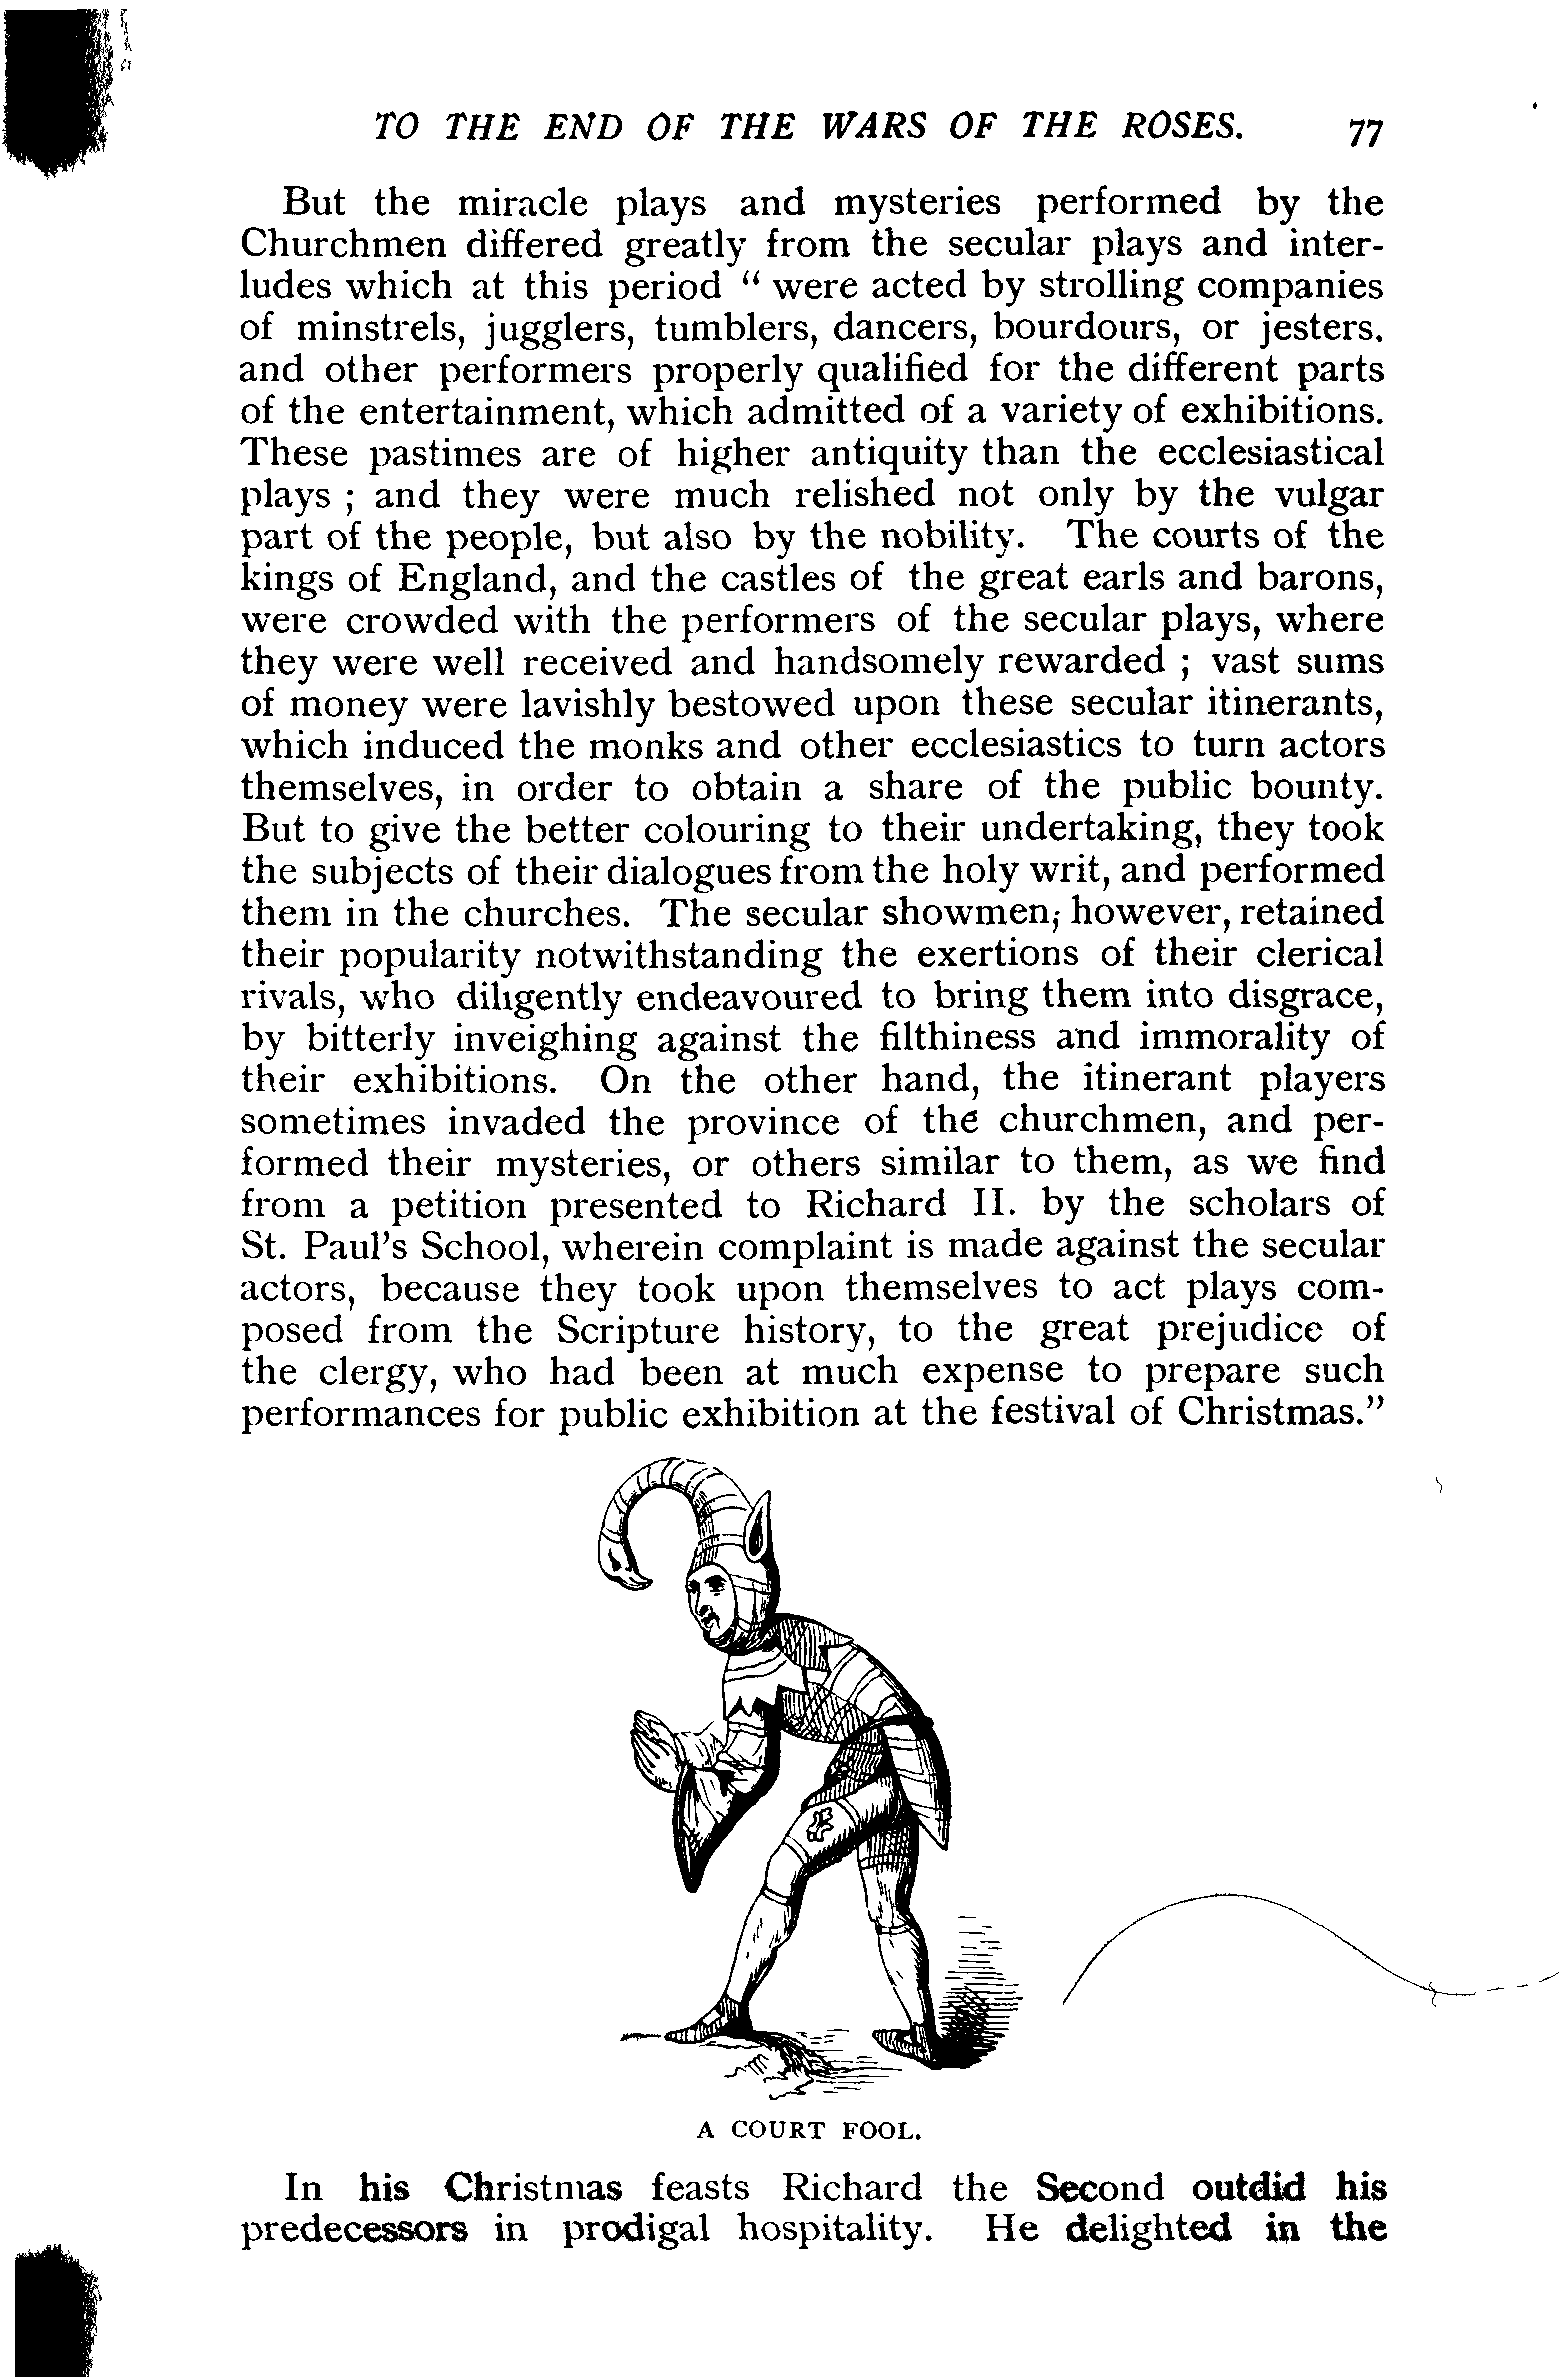 TO THE END OF THE WARS OF THE ROSES. 77
But the miracle plays and mysteries performed by the
Churchmen differed greatly from the secular plays and inter-
ludes which at this period “ were acted by strolling companies
of minstrels, jugglers, tumblers, dancers, bourdours, or jesters.
and other performers properly qualified for the different parts
of the entertainment, which admitted of a variety of exhibitions.
These pastimes are of higher antiquity than the ecclesiastical
plays ; and they were much relished not only by the vulgar
part of the people, but also by the nobility. The courts of the
kings of England, and the castles of the great earls and barons,
were crowded with the performers of the secular plays, where
they were well received and handsomely rewarded ; vast sums
of money were lavishly bestowed upon these secular itinerants,
which induced the monks and other ecclesiastics to turn actors
themselves, in order to obtain a share of the public bounty.
But to give the better colouring to their undertaking, they took
the subjects of their dialogues from the holy writ, and performed
them in the churches. The secular showmen, however, retained
their popularity notwithstanding the exertions of their clerical
rivals, who diligently endeavoured to bring them into disgrace,
by bitterly inveighing against the filthiness and immorality of
their exhibitions. On the other hand, the itinerant players
sometimes invaded the province of the churchmen, and per-
formed their mysteries, or others similar to them, as we find
from a petition presented to Richard II. by the scholars of
St. Paul’s School, wherein complaint is made against the secular
actors, because they took upon themselves to act plays com-
posed from the Scripture history, to the great prejudice of
the clergy, who had been at much expense to prepare such
performances for public exhibition at the festival of Christmas.”
A COURT FOOL.
In his Christmas feasts Richard the Second outdid his
predecessors in prodigal hospitality. He delighted in the